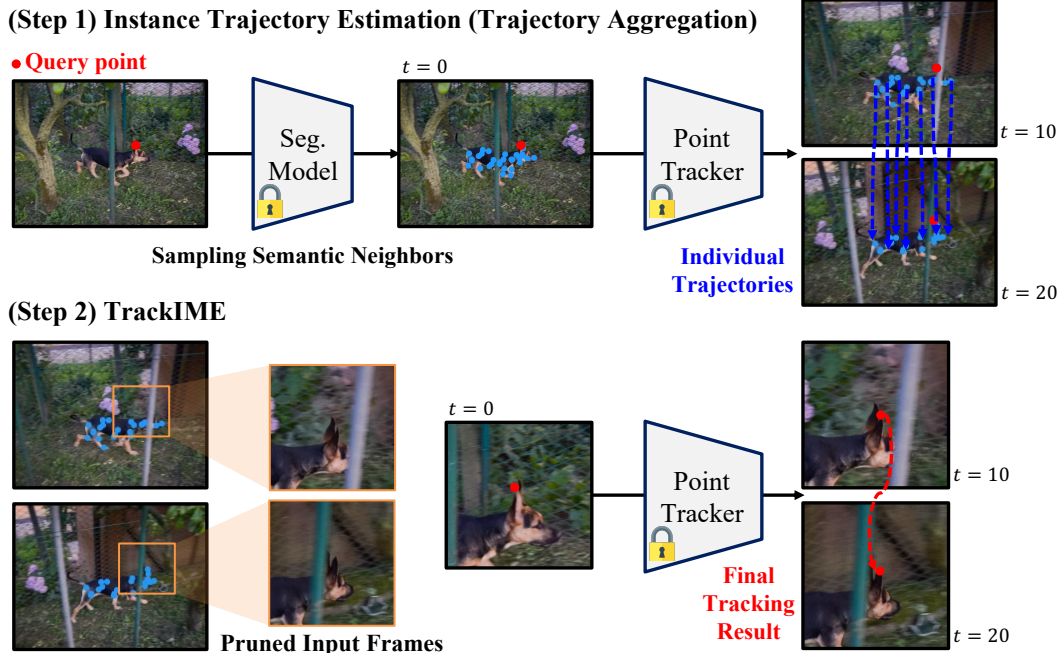 (Step 1) Instance Trajectory Estimation (Trajectory Aggregation)
Query point
t = 0
Seg.
Model
Point
Tracker
t = 10
Sampling Semantic Neighbors
Individual
Trajectories
t = 20
(Step 2) TrackIME
t = 0
Point
Tracker
t = 10
Final
Tracking
Result
Pruned Input Frames
t = 20